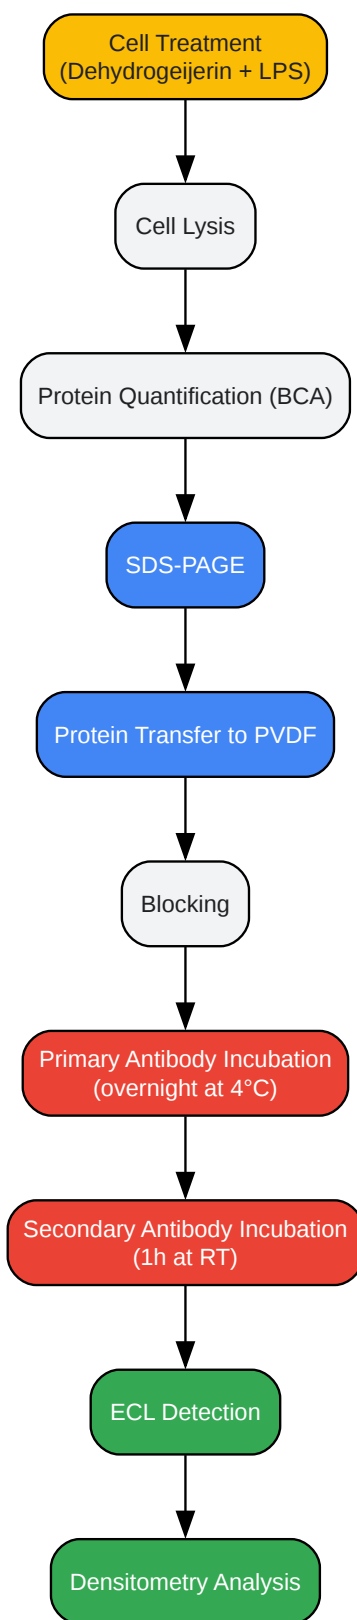 Cell Treatment
(Dehydrogeijerin + LPS)
Cell Lysis
Protein Quantification (BCA)
SDS-PAGE
Protein Transfer to PVDF
Blocking
Primary Antibody Incubation
(overnight at 4°C)
Secondary Antibody Incubation
(1h at RT)
ECL Detection
Densitometry Analysis